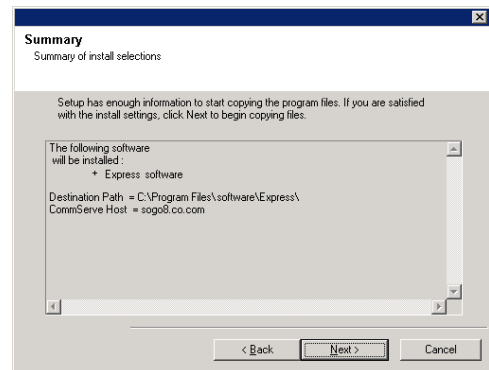 Summary
Summary of install selections
Setup has enough information to start copying the program files. If you are satisfied
with the install settings, click Next to begin copying files.
The following software
will be installed :
+ Express software
Destination Path = C:\Program Files\software\Express\
CommServe Host = sogo8.co.com
< Back
Next >
Cancel